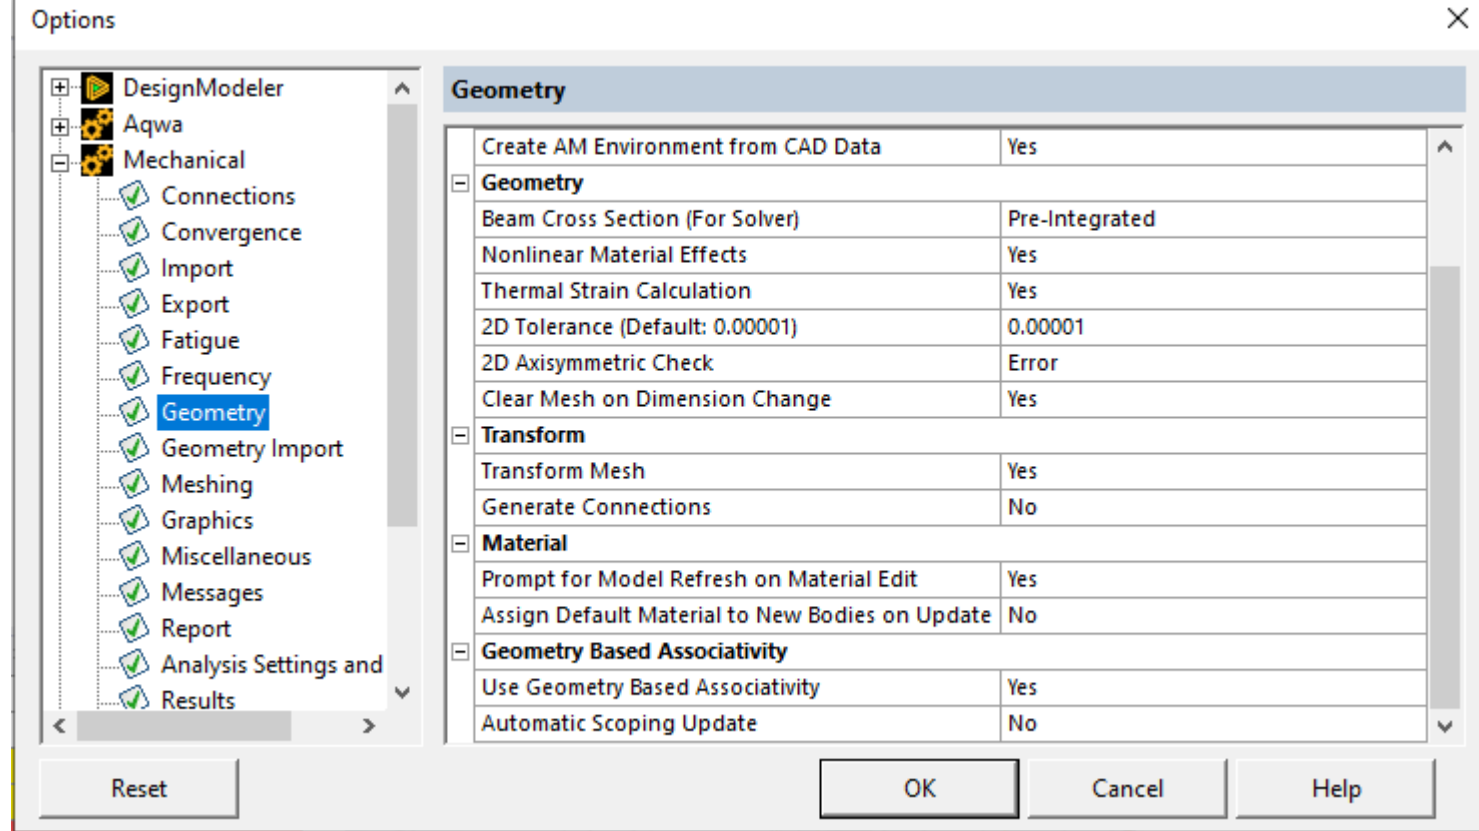 Options
DesignModeler
Aqwa
Mechanical
Connections
Convergence
Import
Export
Fatigue
Frequency
Geometry
Geometry Import
Meshing
Graphics
Miscellaneous
Messages
Report
Analysis Settings and
Results
Geometry
Create AM Environment from CAD Data Yes
Geometry
Beam Cross Section (For Solver) Pre-Integrated
Nonlinear Material Effects Yes
Thermal Strain Calculation Yes
2D Tolerance (Default: 0.00001) 0.00001
2D Axisymmetric Check Error
Clear Mesh on Dimension Change Yes
Transform
Transform Mesh Yes
Generate Connections No
Material
Prompt for Model Refresh on Material Edit Yes
Assign Default Material to New Bodies on Update No
Geometry Based Associativity
Use Geometry Based Associativity Yes
Automatic Scoping Update No
Reset OK Cancel Help